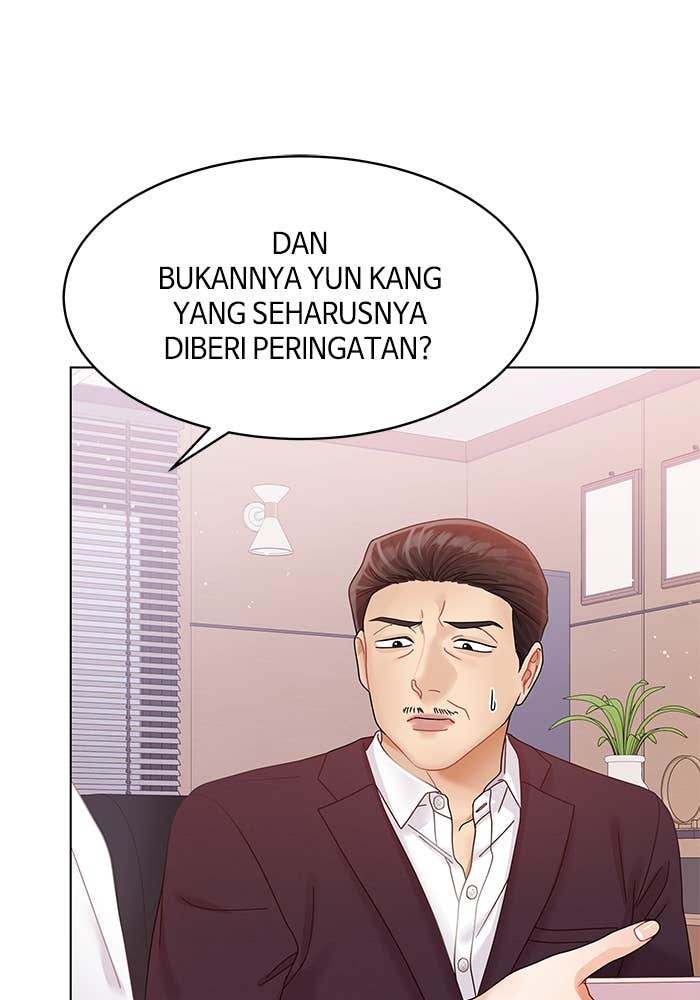 DAN
BUKANNYA YUN KANG
YANG SEHARUSNYA
DIBERI PERINGATAN?